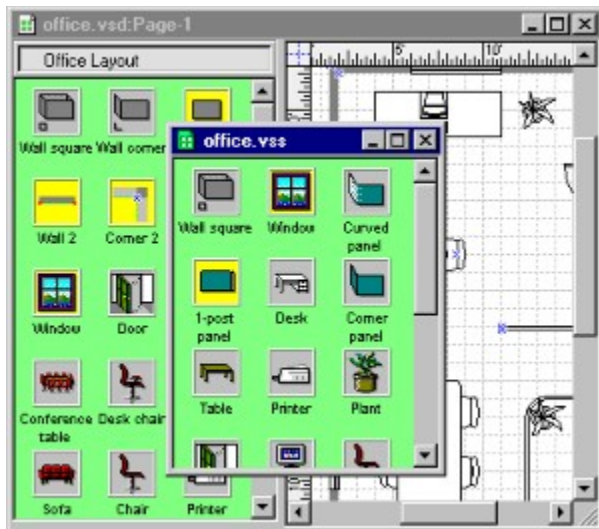 office.vsd:Page-1
Office Layout
5'
10'
Wall square Wall corner
Wall 2 Corner 2
Window Door
Conference table Desk chair
Sofa Chair Printer
office.vss
Wall square Window Curved panel
1-post panel Desk Corner panel
Table Printer Plant